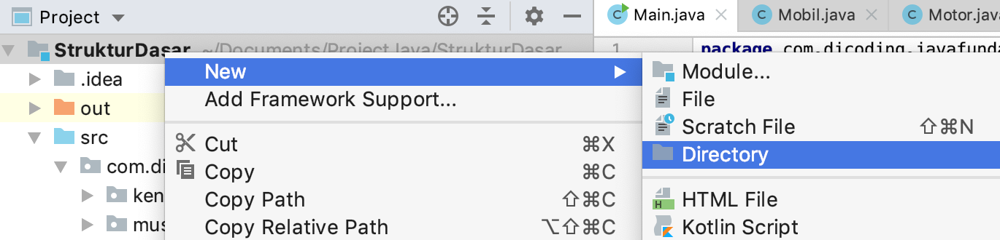 Project
Main.java
Mobil.java
Motor.jav
StrukturDasar ~/Documents/ProjectJava/StrukturDasar
1
package com.dicoding.javafunda
.idea
out
src
com.di
ken
mus
New
Add Framework Support...
Cut ⌘X
Copy ⌘C
Copy Path ⇧⌘C
Copy Relative Path ⌥⇧⌘C
Module...
File
Scratch File ⇧⌘N
Directory
HTML File
Kotlin Script